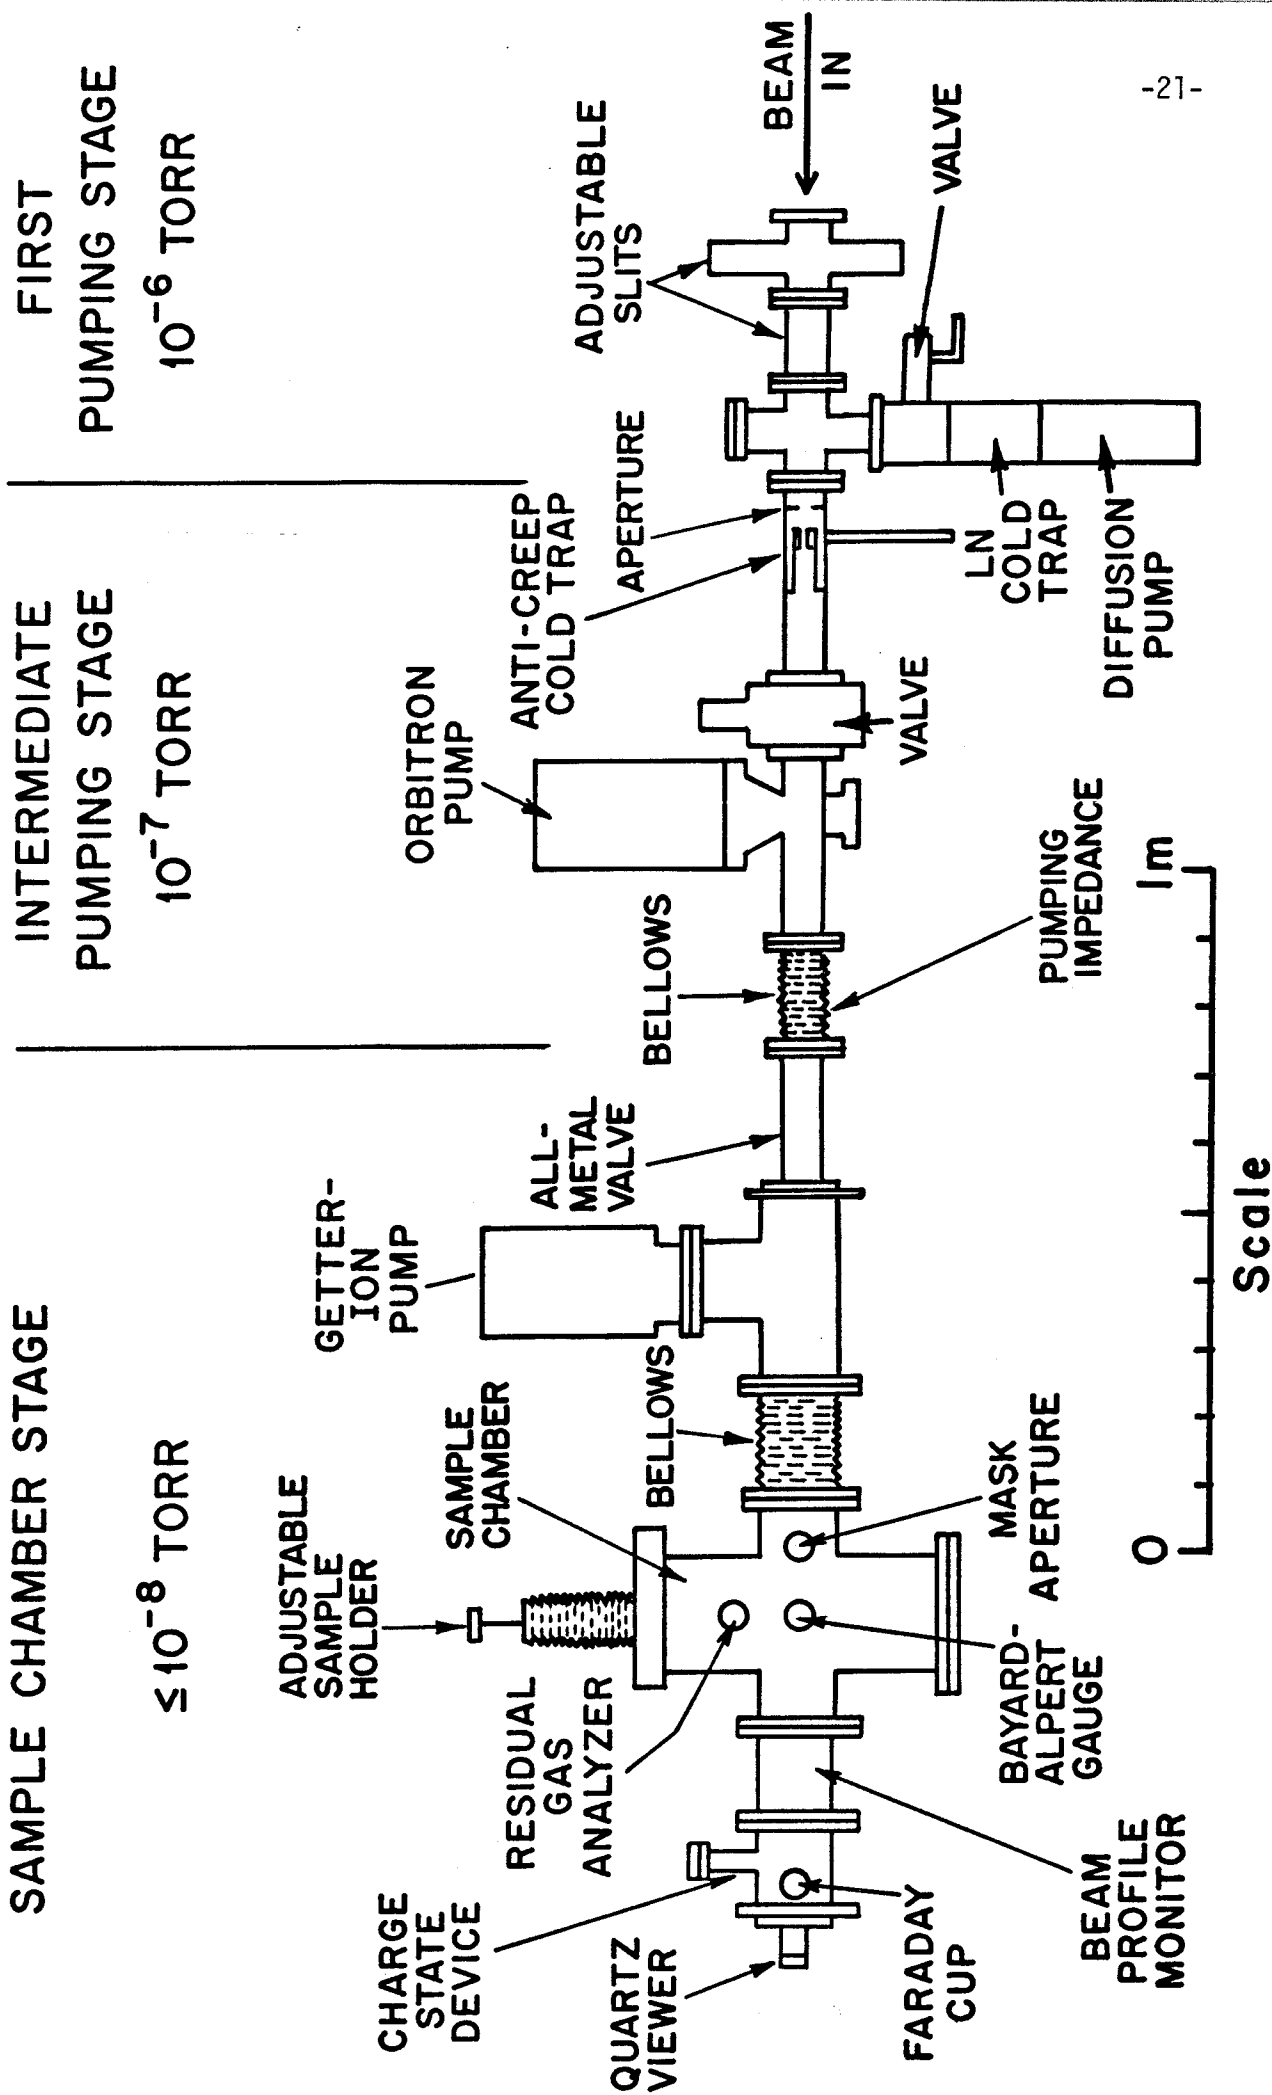 SAMPLE CHAMBER STAGE
≤10⁻⁸ TORR
INTERMEDIATE
PUMPING STAGE
10⁻⁷ TORR
FIRST
PUMPING STAGE
10⁻⁶ TORR
ADJUSTABLE
SAMPLE
HOLDER
GETTER-
ION
PUMP
ORBITRON
PUMP
CHARGE
STATE
DEVICE
RESIDUAL
GAS
ANALYZER
SAMPLE
CHAMBER
ALL-
METAL
VALVE
ANTI-CREEP
COLD TRAP
APERTURE
ADJUSTABLE
SLITS
QUARTZ
VIEWER
BELLOWS
BELLOWS
BEAM
IN
FARADAY
CUP
BEAM
PROFILE
MONITOR
BAYARD-
ALPERT
GAUGE
MASK
APERTURE
PUMPING
IMPEDANCE
VALVE
LN
COLD
TRAP
DIFFUSION
PUMP
VALVE
0
1m
Scale
-21-